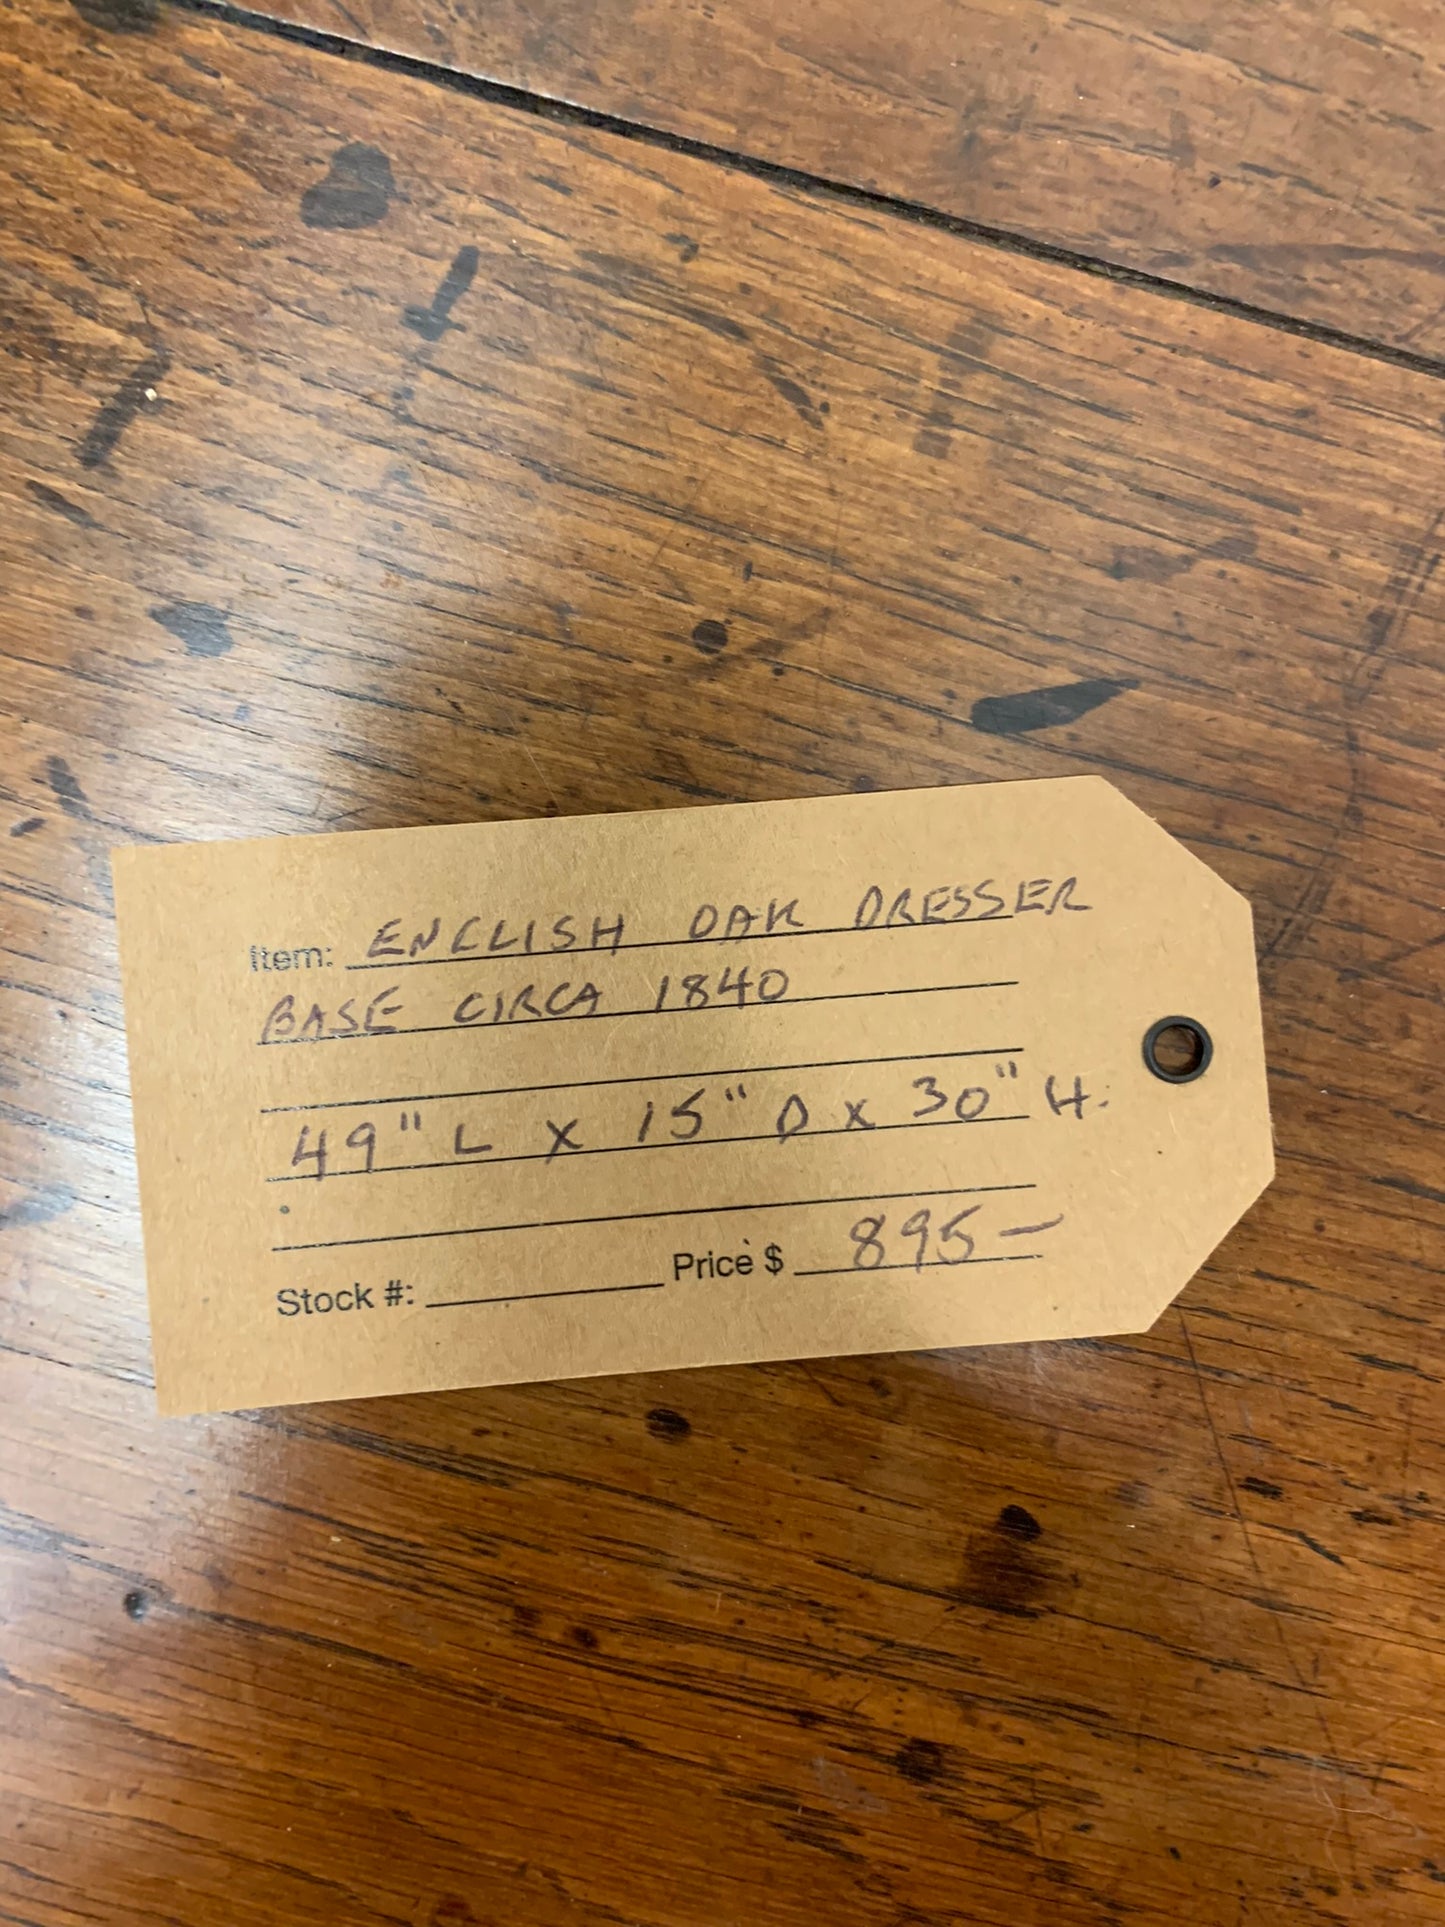 Item: ENGLISH OAK DRESSER
BASE CIRCA 1840
49" L x 15" D x 30" H.
Stock #: Price $ 895—